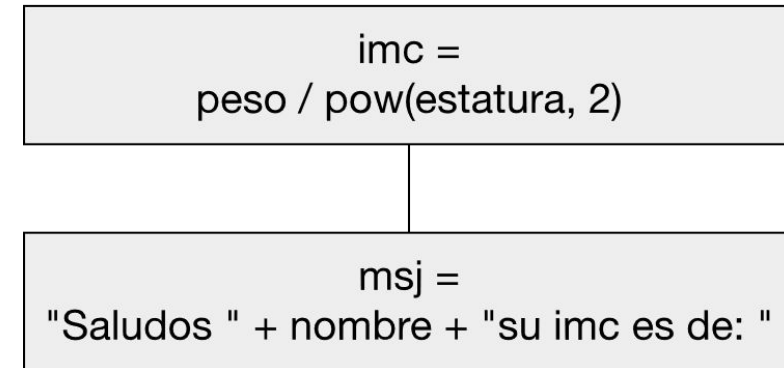 imc =
peso / pow(estatura, 2)
msj =
"Saludos " + nombre + "su imc es de: "